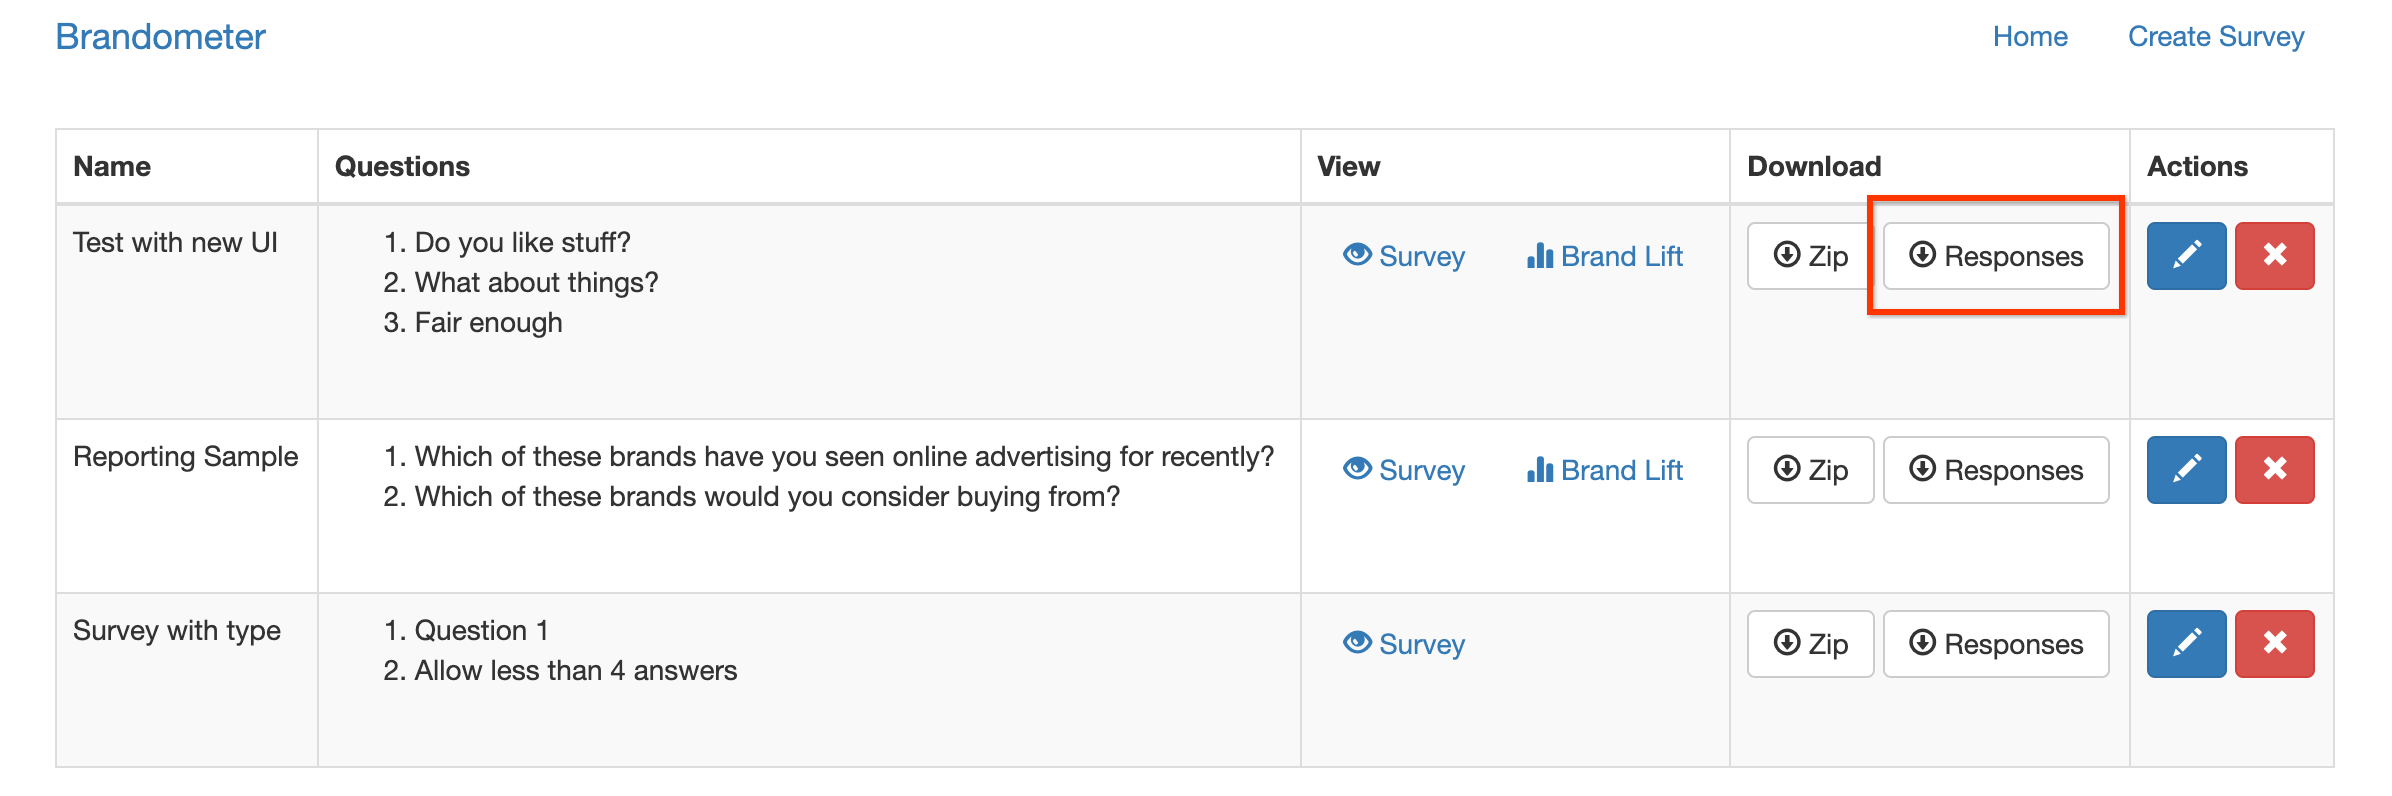 Brandometer
Home
Create Survey
Name
Questions
View
Download
Actions
Test with new UI
1. Do you like stuff?
2. What about things?
3. Fair enough
Survey
Brand Lift
Zip
Responses
Reporting Sample
1. Which of these brands have you seen online advertising for recently?
2. Which of these brands would you consider buying from?
Survey
Brand Lift
Zip
Responses
Survey with type
1. Question 1
2. Allow less than 4 answers
Survey
Zip
Responses